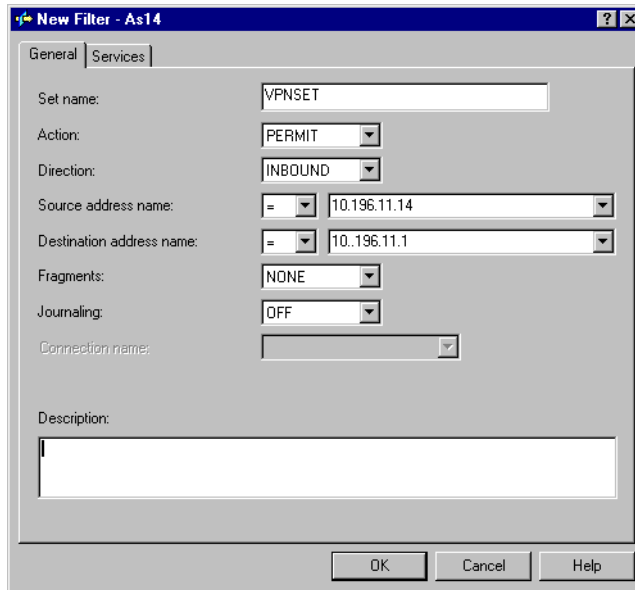 New Filter - As14
General Services
Set name: VPNSET
Action: PERMIT
Direction: INBOUND
Source address name: = 10.196.11.14
Destination address name: = 10..196.11.1
Fragments: NONE
Journaling: OFF
Connection name:
Description:
OK Cancel Help